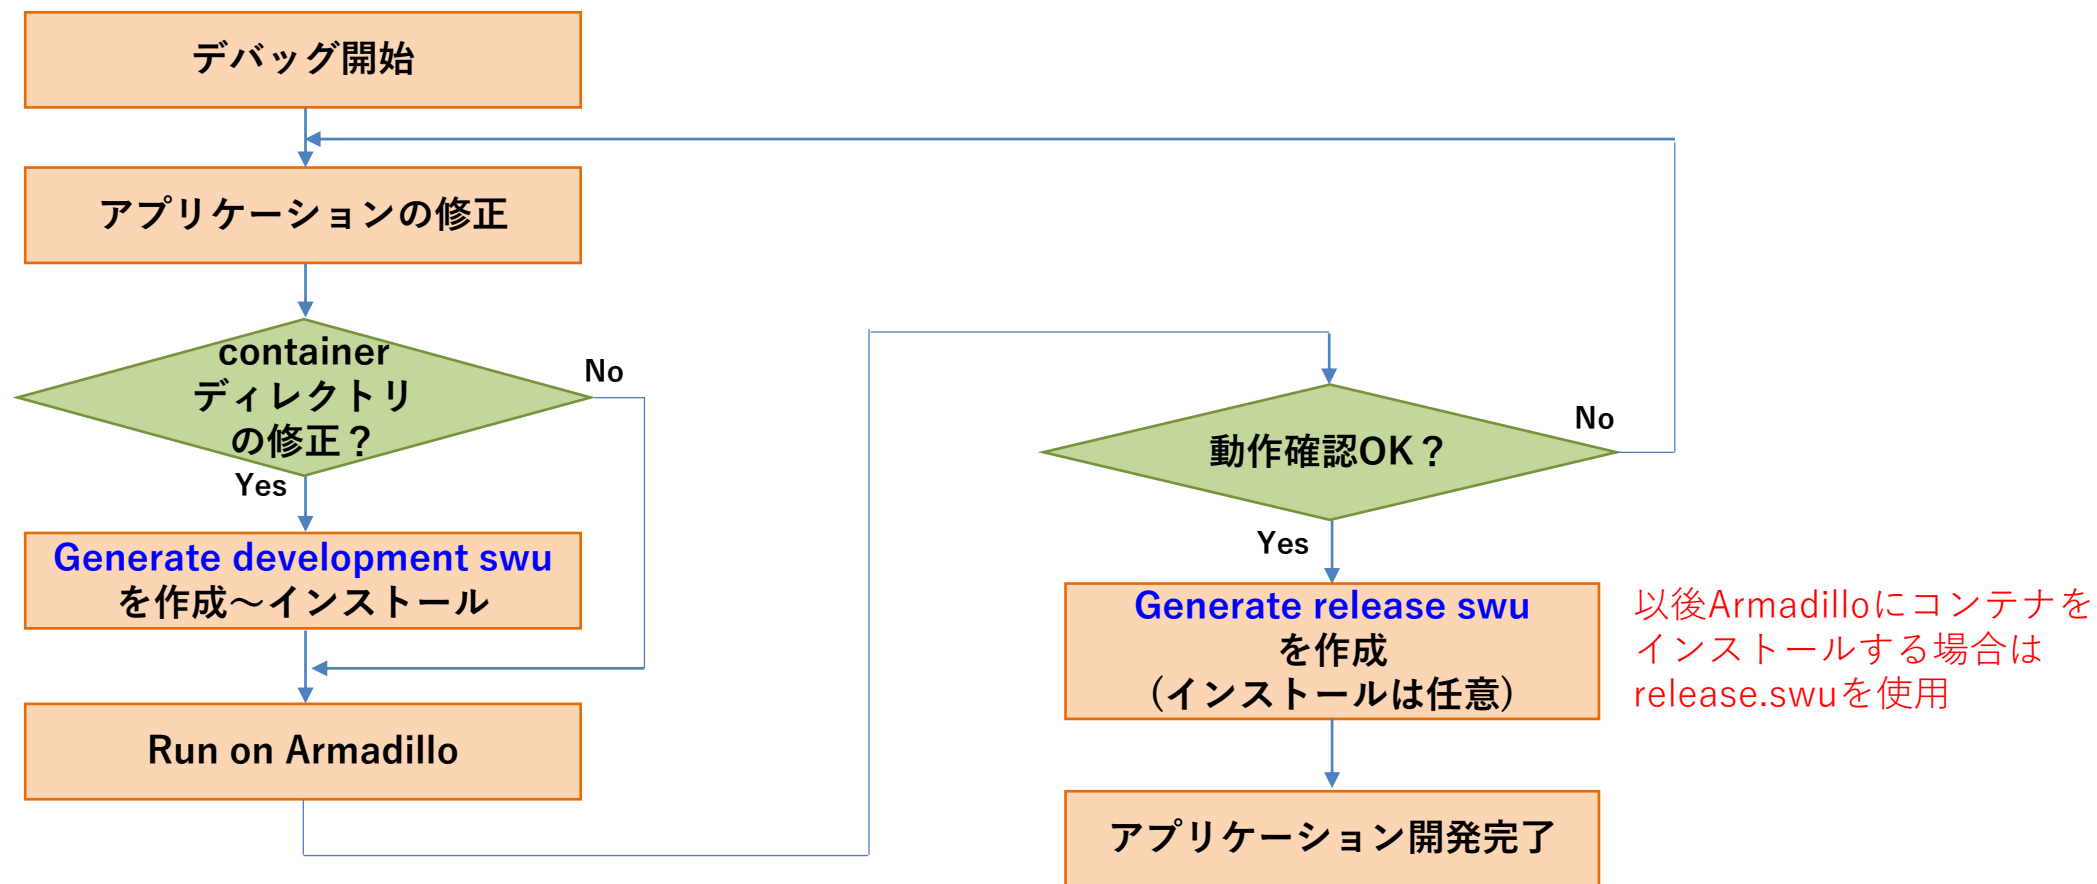 デバッグ開始
アプリケーションの修正
container
ディレクトリ
の修正？
No
Yes
Generate development swu
を作成～インストール
Run on Armadillo
動作確認OK？
No
Yes
Generate release swu
を作成
(インストールは任意)
以後Armadilloにコンテナを
インストールする場合は
release.swuを使用
アプリケーション開発完了